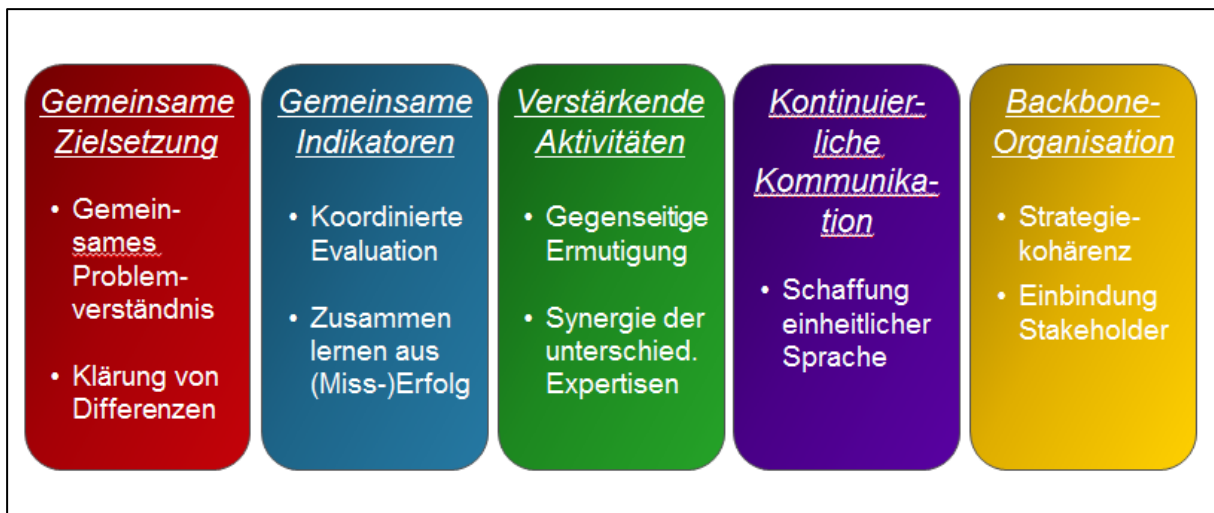 Gemeinsame
Zielsetzung
• Gemein-
sames
Problem-
verständnis
• Klärung von
Differenzen
Gemeinsame
Indikatoren
• Koordinierte
Evaluation
• Zusammen
lernen aus
(Miss-)Erfolg
Verstärkende
Aktivitäten
• Gegenseitige
Ermutigung
• Synergie der
unterschied.
Expertisen
Kontinuier-
liche
Kommunika-
tion
• Schaffung
einheitlicher
Sprache
Backbone-
Organisation
• Strategie-
kohärenz
• Einbindung
Stakeholder